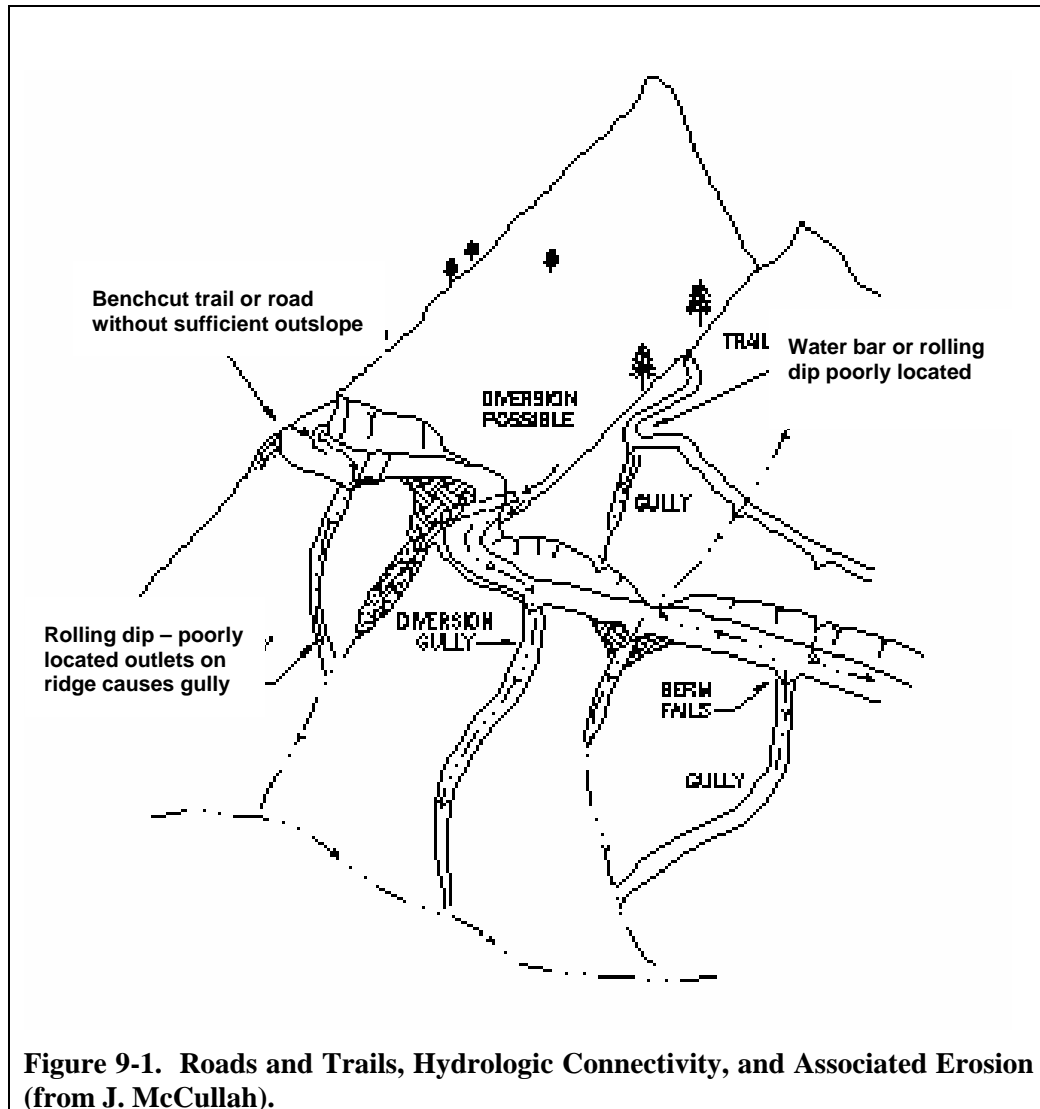 Benchcut trail or road
without sufficient outslope
TRAIL
Water bar or rolling
dip poorly located
DIVERSION
POSSIBLE
GULLY
Rolling dip – poorly
located outlets on
ridge causes gully
DIVERSION
GULLY
BERM
FAILS
GULLY
Figure 9-1. Roads and Trails, Hydrologic Connectivity, and Associated Erosion
(from J. McCullah).